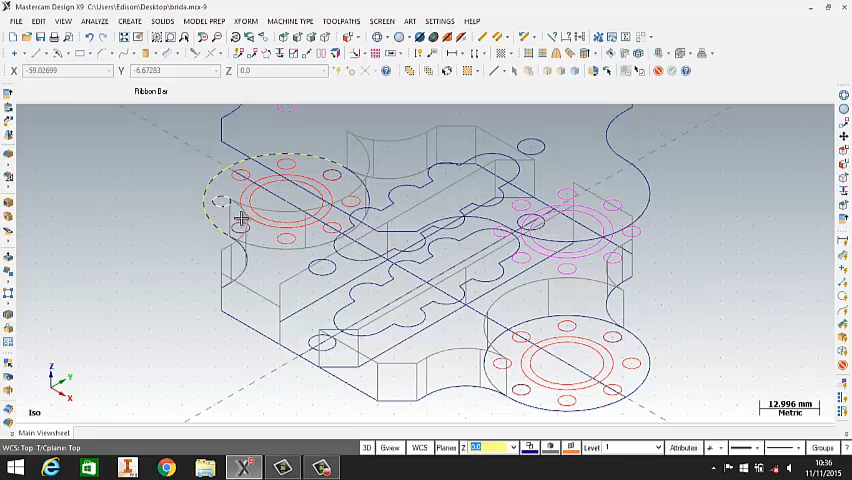 Mastercam Design X9 C:\Users\Edison\Desktop\brida.mcx-9
FILE EDIT VIEW ANALYZE CREATE SOLIDS MODEL PREP XFORM MACHINE TYPE TOOLPATHS SCREEN ART SETTINGS HELP
X -59.02699 Y -6.67283 Z 0.0
Ribbon Bar
Z
Y
X
12.996 mm
Metric
Iso
Main Viewsheet
WCS: Top T/Cplane: Top
3D Gview WCS Planes Z 0.0 Level 1 Attributes Groups
10:36
11/11/2015